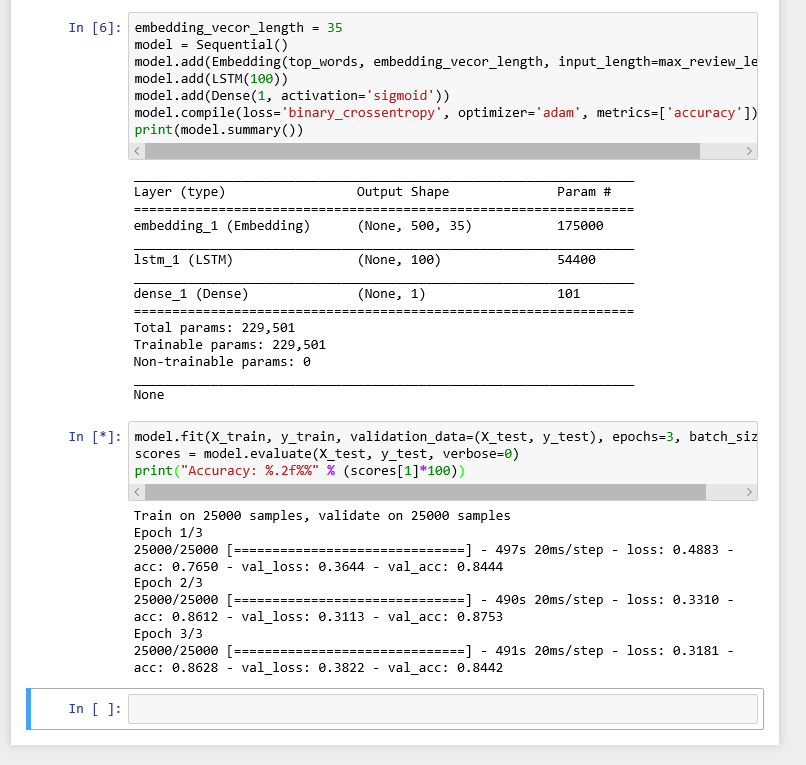 In [6]:
embedding_vecor_length = 35
model = Sequential()
model.add(Embedding(top_words, embedding_vecor_length, input_length=max_review_le
model.add(LSTM(100))
model.add(Dense(1, activation='sigmoid'))
model.compile(loss='binary_crossentropy', optimizer='adam', metrics=['accuracy'])
print(model.summary())
_________________________________________________________________
Layer (type)                 Output Shape              Param #
=================================================================
embedding_1 (Embedding)      (None, 500, 35)           175000
_________________________________________________________________
lstm_1 (LSTM)                (None, 100)               54400
_________________________________________________________________
dense_1 (Dense)              (None, 1)                 101
=================================================================
Total params: 229,501
Trainable params: 229,501
Non-trainable params: 0
_________________________________________________________________
None
In [*]:
model.fit(X_train, y_train, validation_data=(X_test, y_test), epochs=3, batch_siz
scores = model.evaluate(X_test, y_test, verbose=0)
print("Accuracy: %.2f%%" % (scores[1]*100))
Train on 25000 samples, validate on 25000 samples
Epoch 1/3
25000/25000 [==============================] - 497s 20ms/step - loss: 0.4883 -
acc: 0.7650 - val_loss: 0.3644 - val_acc: 0.8444
Epoch 2/3
25000/25000 [==============================] - 490s 20ms/step - loss: 0.3310 -
acc: 0.8612 - val_loss: 0.3113 - val_acc: 0.8753
Epoch 3/3
25000/25000 [==============================] - 491s 20ms/step - loss: 0.3181 -
acc: 0.8628 - val_loss: 0.3822 - val_acc: 0.8442
In [ ]: